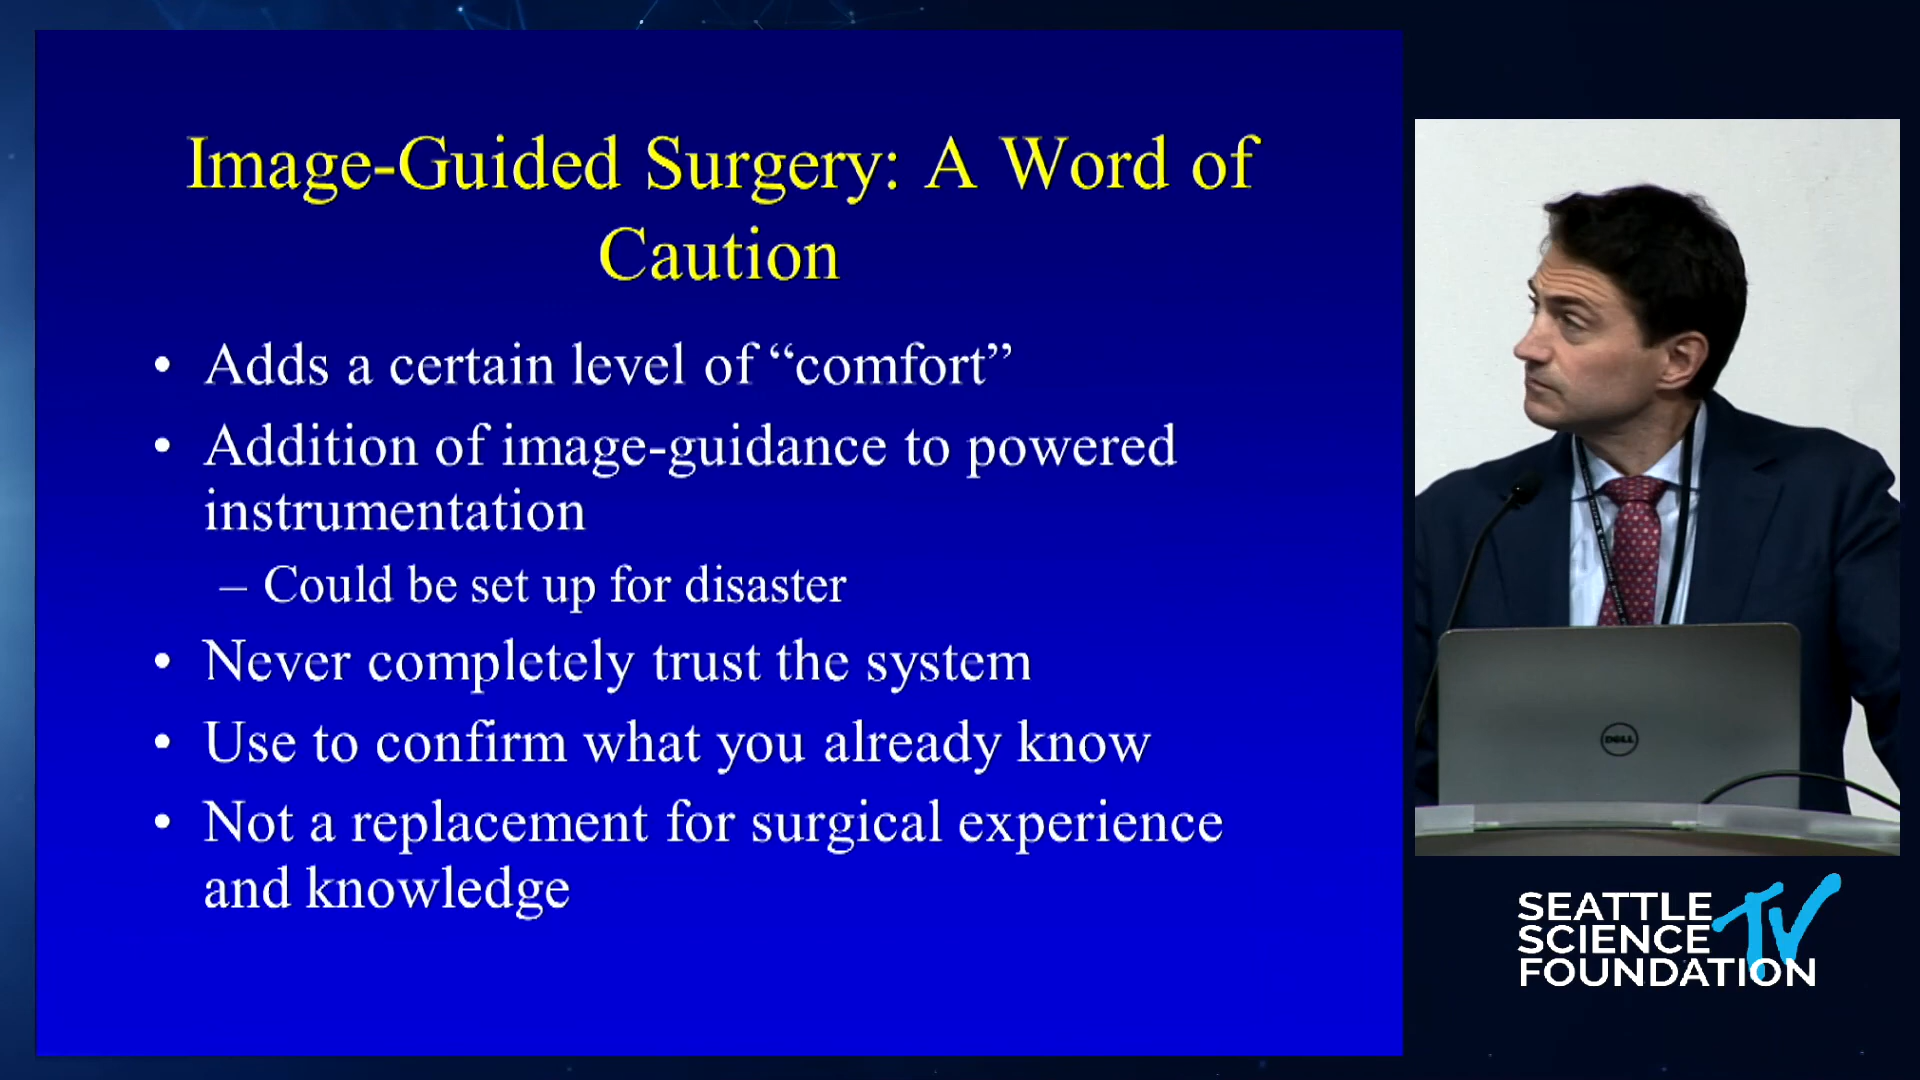 Image-Guided Surgery: A Word of
Caution
• Adds a certain level of “comfort”
• Addition of image-guidance to powered
instrumentation
– Could be set up for disaster
• Never completely trust the system
• Use to confirm what you already know
• Not a replacement for surgical experience
and knowledge
DELL
SEATTLE
SCIENCE
FOUNDATION
TV